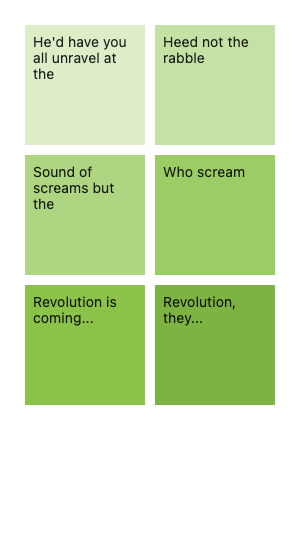 He'd have you
all unravel at
the
Heed not the
rabble
Sound of
screams but
the
Who scream
Revolution is
coming...
Revolution,
they...